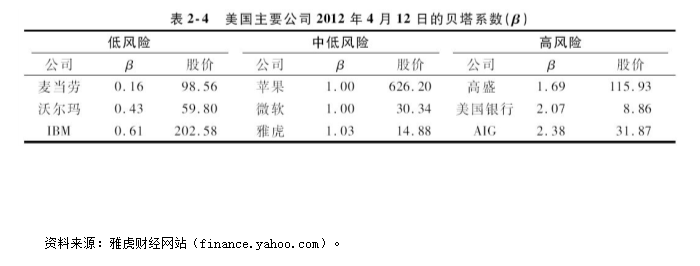 表 2-4 美国主要公司 2012 年 4 月 12 日的贝塔系数(β)
低风险 中低风险 高风险
公司 β 股价 公司 β 股价 公司 β 股价
麦当劳 0.16 98.56 苹果 1.00 626.20 高盛 1.69 115.93
沃尔玛 0.43 59.80 微软 1.00 30.34 美国银行 2.07 8.86
IBM 0.61 202.58 雅虎 1.03 14.88 AIG 2.38 31.87
资料来源：雅虎财经网站（finance.yahoo.com）。